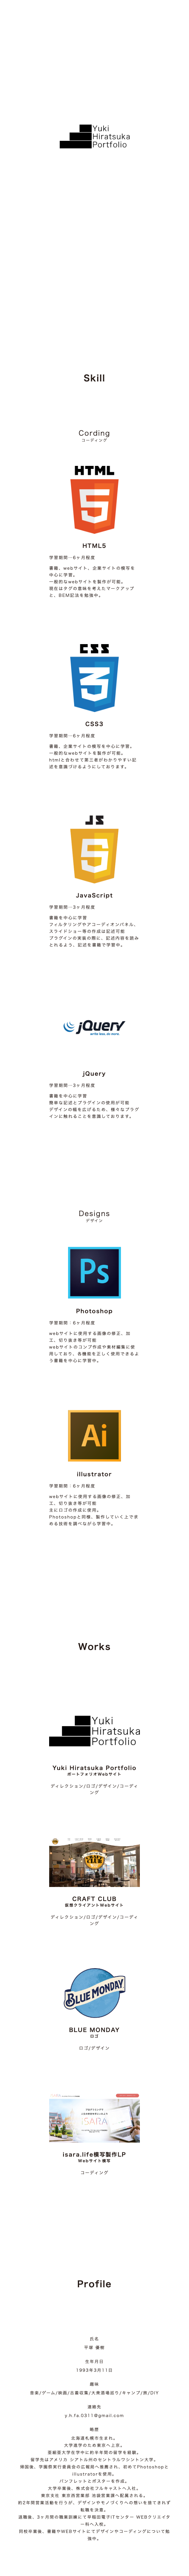 Yuki
Hiratsuka
Portfolio
Skill
Cording
コーディング
HTML
HTML5
学習期間→6ヶ月程度
書籍、webサイト、企業サイトの模写を
中心に学習。
一般的なwebサイトを製作が可能。
現在はタグの意味を考えたマークアップ
と、BEM記法を勉強中。
CSS
CSS3
学習期間→6ヶ月程度
書籍、企業サイトの模写を中心に学習。
一般的なwebサイトを製作が可能。
htmlと合わせて第三者がわかりやすい記
述を意識づけるようにしております。
JS
JavaScript
学習期間→3ヶ月程度
書籍を中心に学習
フィルタリングやアコーディオンパネル、
スライドショー等の作成は記述可能
プラグインの実装の際に、記述内容を読み
とれるよう、記述を書籍で学習中。
jQuery
write less, do more.
jQuery
学習期間→3ヶ月程度
書籍を中心に学習
簡単な記述とプラグインの使用が可能
デザインの幅を広げるため、様々なプラグ
インに触れることを意識しております。
Designs
デザイン
Ps
Photoshop
学習期間：6ヶ月程度
webサイトに使用する画像の修正、加
工、切り抜き等が可能
webサイトのコンプ作成や素材編集に使
用しており、各機能を正しく使用できるよ
う書籍を中心に学習中。
Ai
illustrator
学習期間：6ヶ月程度
webサイトに使用する画像の修正、加
工、切り抜き等が可能
主にロゴの作成に使用。
Photoshopと同様、製作していく上で求
める技術を調べながら学習中。
Works
Yuki
Hiratsuka
Portfolio
Yuki Hiratsuka Portfolio
ポートフォリオWebサイト
ディレクション/ロゴ/デザイン/コーディ
ング
CRAFT CLUB
仮想クライアントWebサイト
ディレクション/ロゴ/デザイン/コーディ
ング
BLUE MONDAY
BLUE MONDAY
ロゴ
ロゴ/デザイン
iSARA
isara.life模写製作LP
Webサイト模写
コーディング
Profile
氏名
平塚 優樹
生年月日
1993年3月11日
趣味
音楽/ゲーム/映画/古着収集/大衆酒場巡り/キャンプ/旅/DIY
連絡先
y.h.fa.0311@gmail.com
略歴
北海道札幌市生まれ。
大学進学のため東京へ上京。
亜細亜大学在学中に約半年間の留学を経験。
留学先はアメリカ シアトル州のセントラルワシントン大学。
帰国後、学園祭実行委員会の広報班へ推薦され、初めてPhotoshopと
illustratorを使用。
パンフレットとポスターを作成。
大学卒業後、株式会社フルキャストへ入社。
東京支社 東京西営業部 池袋営業課へ配属される。
約2年間営業活動を行うが、デザインやモノづくりへの想いを捨てきれず
転職を決意。
退職後、3ヶ月間の職業訓練にて早稲田電子ITセンター WEBクリエイタ
ー科へ入校。
同校卒業後、書籍やWEBサイトにてデザインやコーディングについて勉
強中。